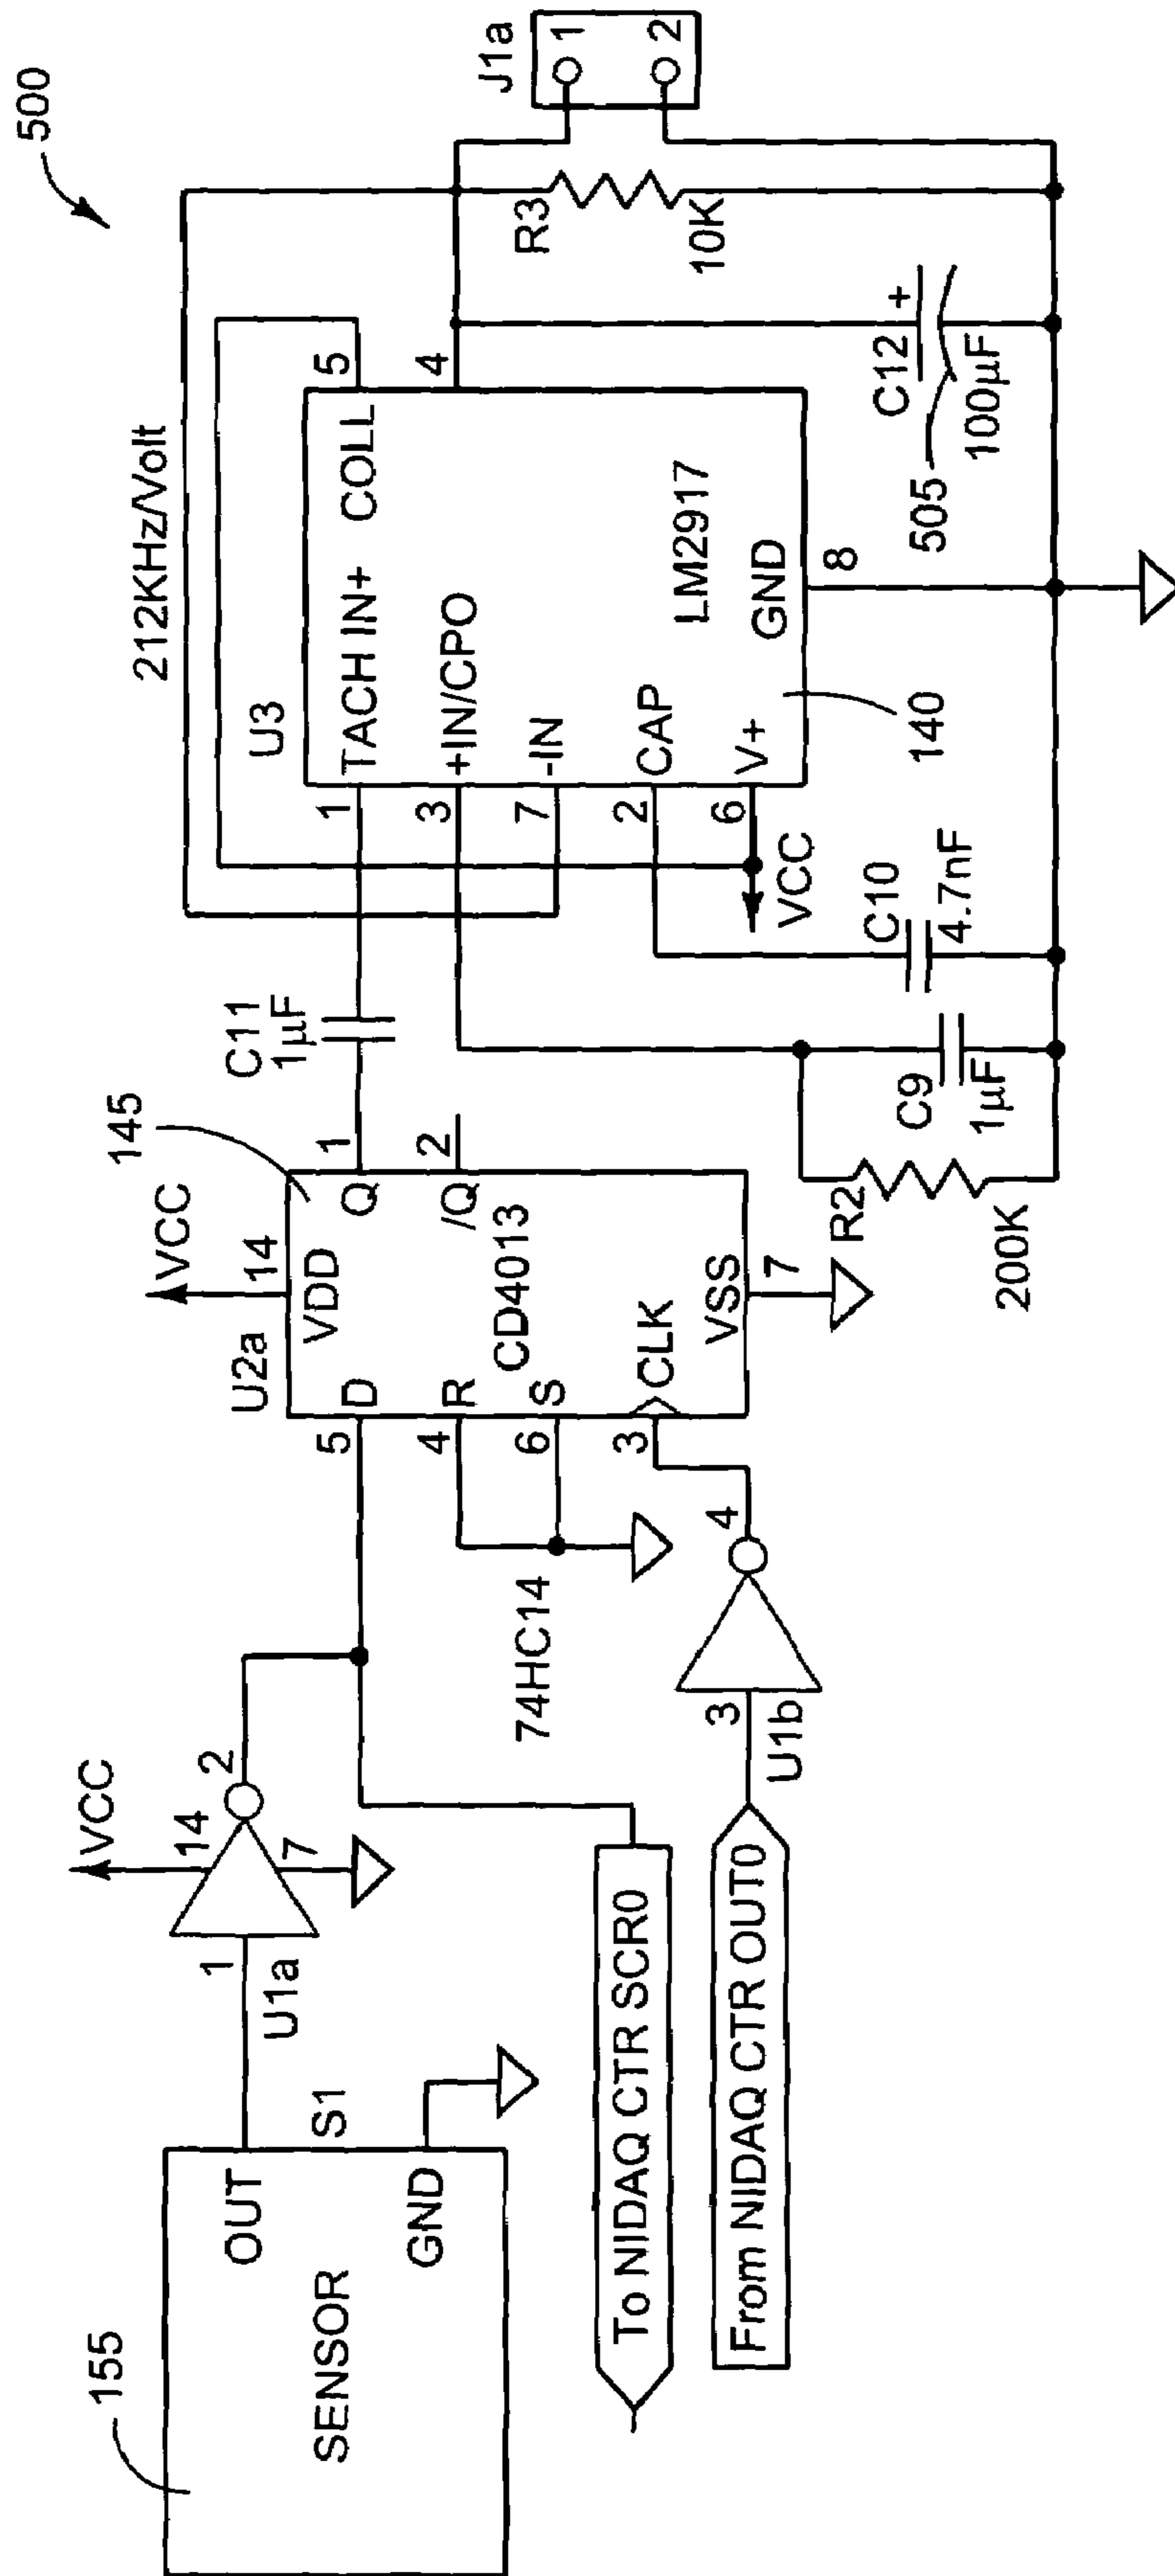 500
155
SENSOR
OUT
GND
S1
1
U1a
VCC
14
7
2
To NIDAQ CTR SCR0
From NIDAQ CTR OUT0
3
U1b
4
74HC14
U2a
VCC
14
145
VDD
D
R
S
CLK
CD4013
Q
/Q
VSS
5
4
6
3
1
2
7
C11
1µF
R2
200K
C9
1µF
C10
4.7nF
VCC
212KHz/Volt
U3
1
3
7
2
6
TACH IN+
COLL
+IN/CPO
-IN
CAP
V+
GND
LM2917
140
5
4
8
C12
+
100µF
505
R3
10K
J1a
1
2